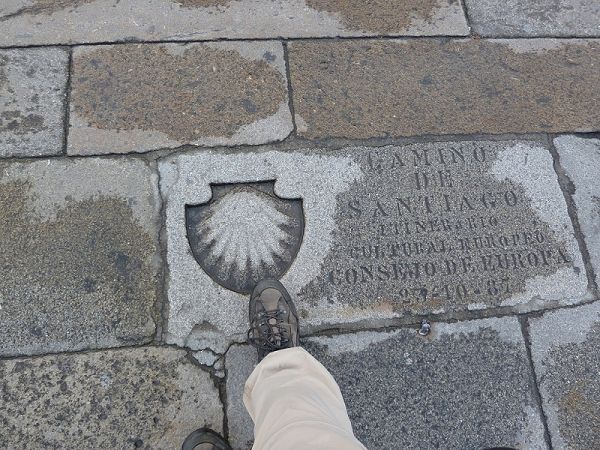 CAMINO
DE
SANTIAGO
ITINERARIO
CULTURAL EUROPEO
CONSEJO DE EUROPA
23·10·87